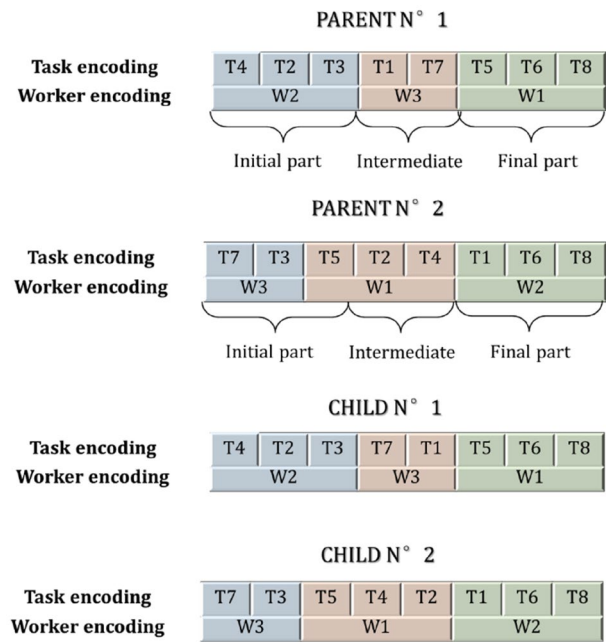 PARENT N° 1
Task encoding T4 T2 T3 T1 T7 T5 T6 T8
Worker encoding W2 W3 W1
Initial part Intermediate Final part
PARENT N° 2
Task encoding T7 T3 T5 T2 T4 T1 T6 T8
Worker encoding W3 W1 W2
Initial part Intermediate Final part
CHILD N° 1
Task encoding T4 T2 T3 T7 T1 T5 T6 T8
Worker encoding W2 W3 W1
CHILD N° 2
Task encoding T7 T3 T5 T4 T2 T1 T6 T8
Worker encoding W3 W1 W2